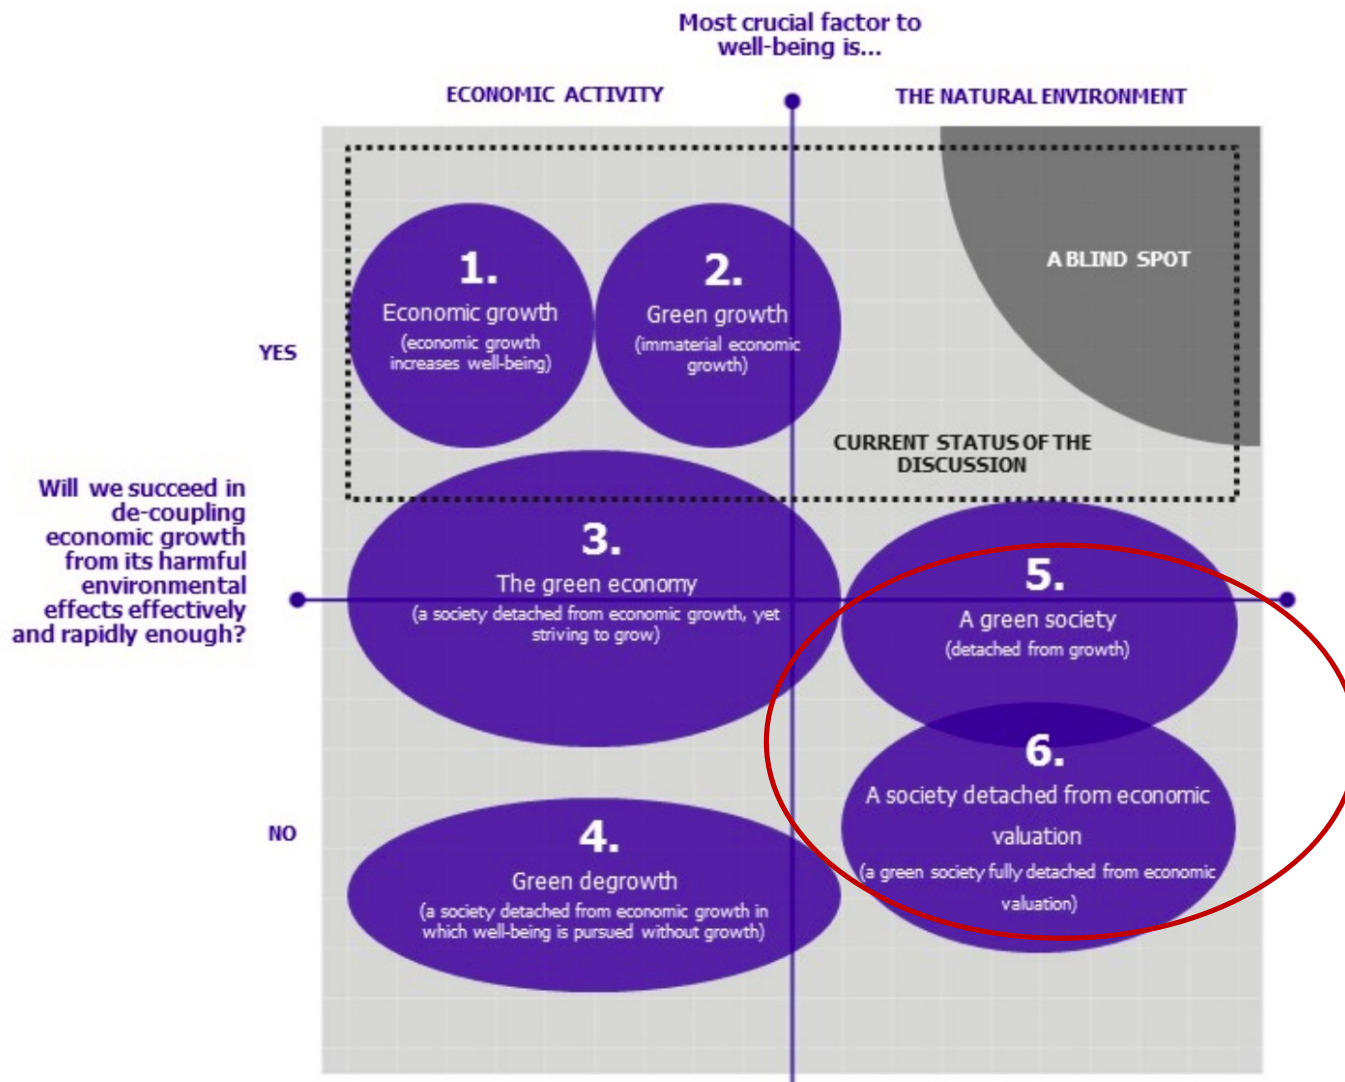 Most crucial factor to
well-being is...
ECONOMIC ACTIVITY
THE NATURAL ENVIRONMENT
1.
Economic growth
(economic growth
increases well-being)
2.
Green growth
(immaterial economic
growth)
A BLIND SPOT
YES
CURRENT STATUS OF THE
DISCUSSION
Will we succeed in
de-coupling
economic growth
from its harmful
environmental
effects effectively
and rapidly enough?
3.
The green economy
(a society detached from economic growth, yet
striving to grow)
5.
A green society
(detached from growth)
6.
A society detached from economic
valuation
(a green society fully detached from economic
valuation)
NO
4.
Green degrowth
(a society detached from economic growth in
which well-being is pursued without growth)